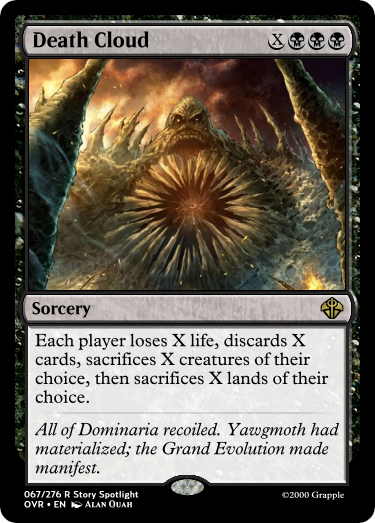 Death Cloud X
Sorcery
Each player loses X life, discards X
cards, sacrifices X creatures of their
choice, then sacrifices X lands of their
choice.
All of Dominaria recoiled. Yawgmoth had
materialized; the Grand Evolution made
manifest.
067/276 R Story Spotlight
OVR • EN Alan Quah
©2000 Grapple